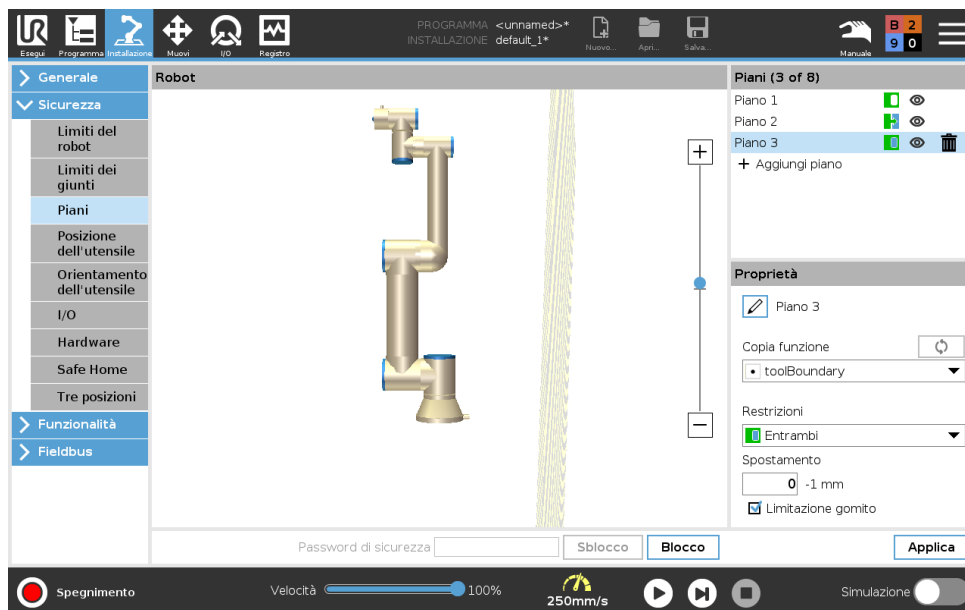 PROGRAMMA <unnamed>*
INSTALLAZIONE default_1*
Esegui
Programma
Installazione
Muovi
I/O
Registro
Nuovo...
Apri...
Salva...
Manuale
B 2
9 0
Generale
Sicurezza
Limiti del
robot
Limiti dei
giunti
Piani
Posizione
dell'utensile
Orientamento
dell'utensile
I/O
Hardware
Safe Home
Tre posizioni
Funzionalità
Fieldbus
Robot
Piani (3 of 8)
Piano 1
Piano 2
Piano 3
+ Aggiungi piano
Proprietà
Piano 3
Copia funzione
toolBoundary
Restrizioni
Entrambi
Spostamento
0 -1 mm
Limitazione gomito
Password di sicurezza
Sblocco
Blocco
Applica
Spegnimento
Velocità
100%
250mm/s
Simulazione